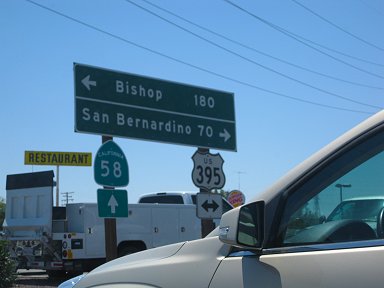 Bishop 180
San Bernardino 70
RESTAURANT
CALIFORNIA
58
US
395